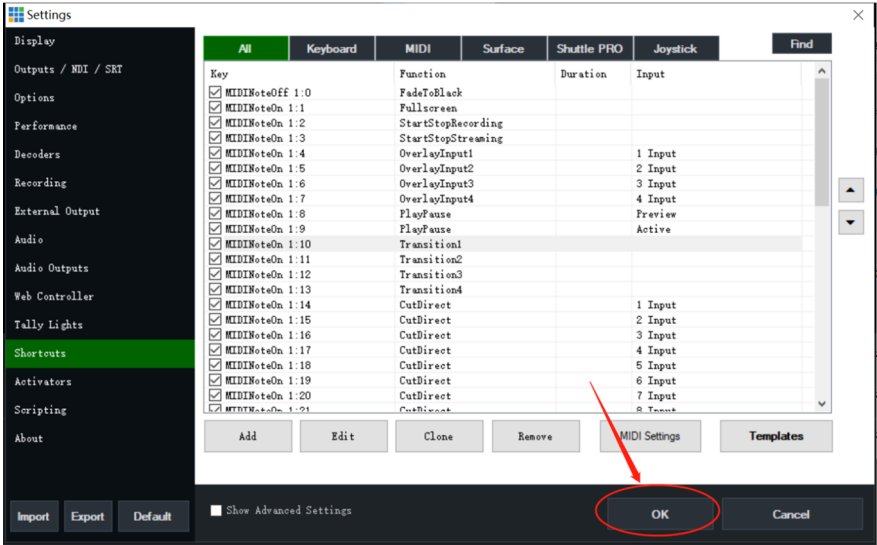 Settings
Display
Outputs / NDI / SRT
Options
Performance
Decoders
Recording
External Output
Audio
Audio Outputs
Web Controller
Tally Lights
Shortcuts
Activators
Scripting
About
Import Export Default
All Keyboard MIDI Surface Shuttle PRO Joystick Find
Key Function Duration Input
MIDINoteOff 1:0 FadeToBlack
MIDINoteOn 1:1 Fullscreen
MIDINoteOn 1:2 StartStopRecording
MIDINoteOn 1:3 StartStopStreaming
MIDINoteOn 1:4 OverlayInput1 1 Input
MIDINoteOn 1:5 OverlayInput2 2 Input
MIDINoteOn 1:6 OverlayInput3 3 Input
MIDINoteOn 1:7 OverlayInput4 4 Input
MIDINoteOn 1:8 PlayPause Preview
MIDINoteOn 1:9 PlayPause Active
MIDINoteOn 1:10 Transition1
MIDINoteOn 1:11 Transition2
MIDINoteOn 1:12 Transition3
MIDINoteOn 1:13 Transition4
MIDINoteOn 1:14 CutDirect 1 Input
MIDINoteOn 1:15 CutDirect 2 Input
MIDINoteOn 1:16 CutDirect 3 Input
MIDINoteOn 1:17 CutDirect 4 Input
MIDINoteOn 1:18 CutDirect 5 Input
MIDINoteOn 1:19 CutDirect 6 Input
MIDINoteOn 1:20 CutDirect 7 Input
MIDINoteOn 1:21 CutDirect 8 Input
Add Edit Clone Remove MIDI Settings Templates
Show Advanced Settings OK Cancel